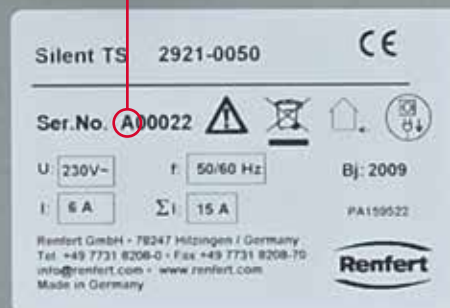 Silent TS 2921-0050 CE
Ser.No. A00022
U: 230V~ f: 50/60 Hz Bj: 2009
I: 6 A ΣI: 15 A PA159522
Renfert GmbH - 78247 Hilzingen / Germany
Tel. +49 7731 8208-0 - Fax +49 7731 8208-70
info@renfert.com - www.renfert.com
Made in Germany
Renfert